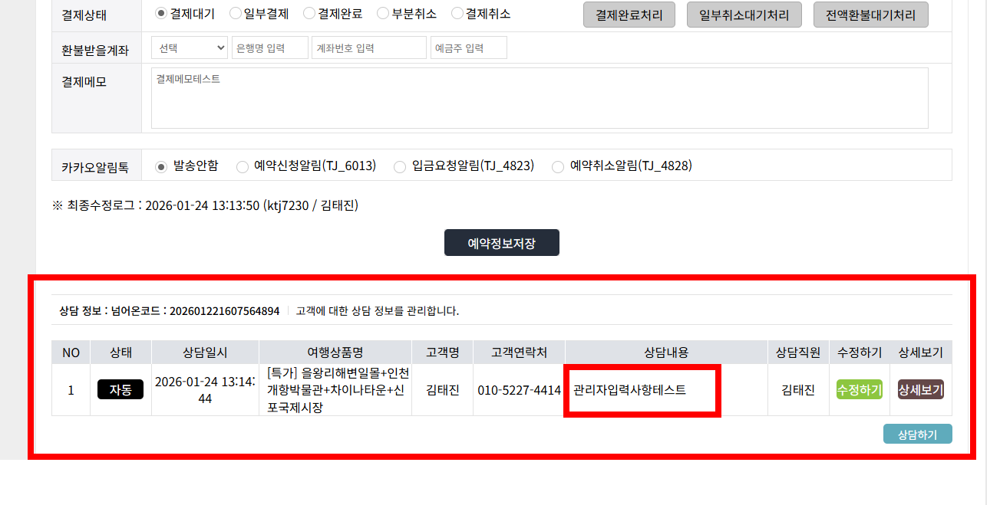 결제상태 결제대기 일부결제 결제완료 부분취소 결제취소 결제완료처리 일부취소대기처리 전액환불대기처리
환불받을계좌 선택 은행명 입력 계좌번호 입력 예금주 입력
결제메모 결제메모테스트
카카오알림톡 발송안함 예약신청알림(TJ_6013) 입금요청알림(TJ_4823) 예약취소알림(TJ_4828)
※ 최종수정로그 : 2026-01-24 13:13:50 (ktj7230 / 김태진)
예약정보저장
상담 정보 : 넘어온코드 : 202601221607564894 고객에 대한 상담 정보를 관리합니다.
NO 상태 상담일시 여행상품명 고객명 고객연락처 상담내용 상담직원 수정하기 상세보기
1 자동 2026-01-24 13:14:
44
[특가] 을왕리해변일몰+인천
개항박물관+차이나타운+신
포국제시장
김태진 010-5227-4414 관리자입력사항테스트 김태진 수정하기 상세보기
상담하기